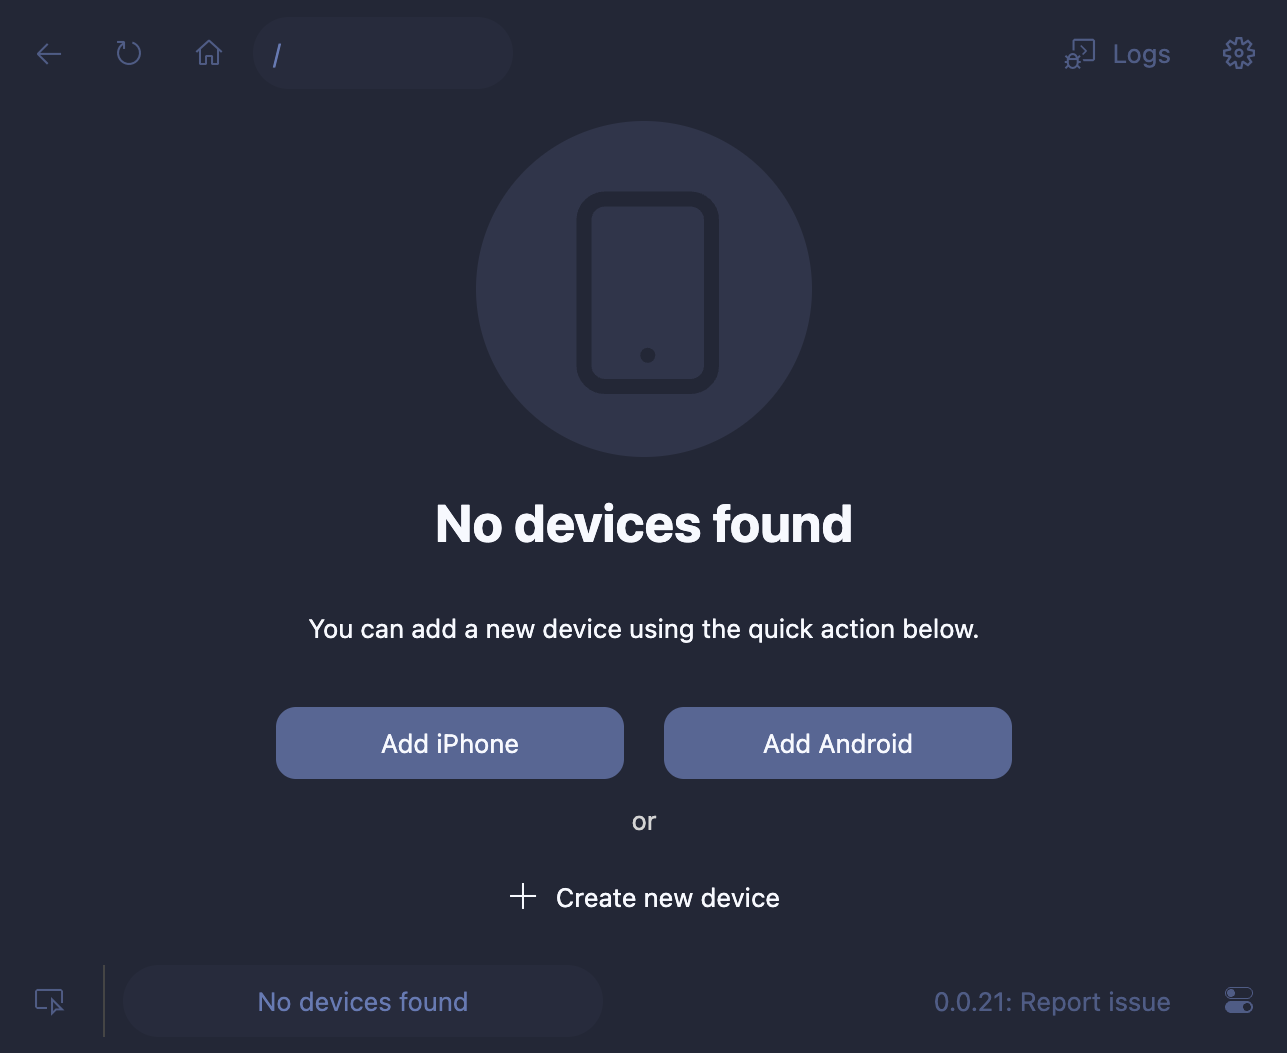 /
Logs
No devices found
You can add a new device using the quick action below.
Add iPhone
Add Android
or
Create new device
No devices found
0.0.21: Report issue